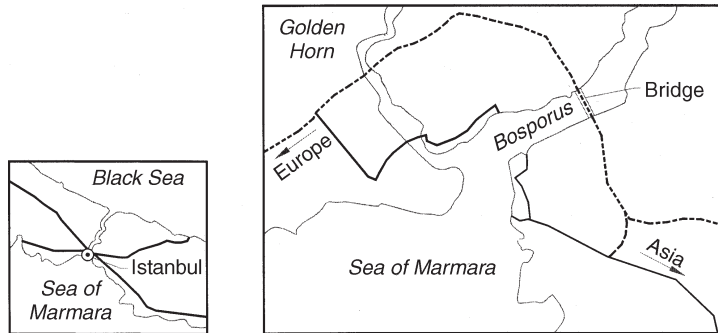 Black Sea
Istanbul
Sea of
Marmara
Golden
Horn
Bridge
Bosporus
Europe
Sea of Marmara
Asia